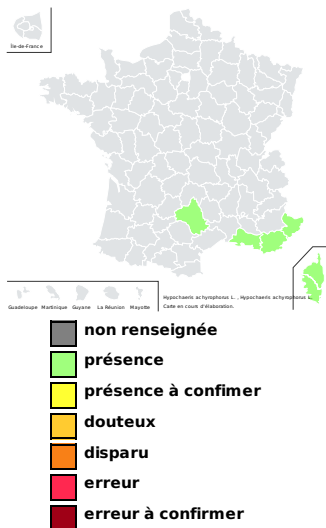 Île-de-France
Guadeloupe Martinique Guyane La Réunion Mayotte
Hypochaeris achyrophorus L. , Hypochaeris achyrophorus L.
Carte en cours d'élaboration.
non renseignée
présence
présence à confimer
douteux
disparu
erreur
erreur à confirmer